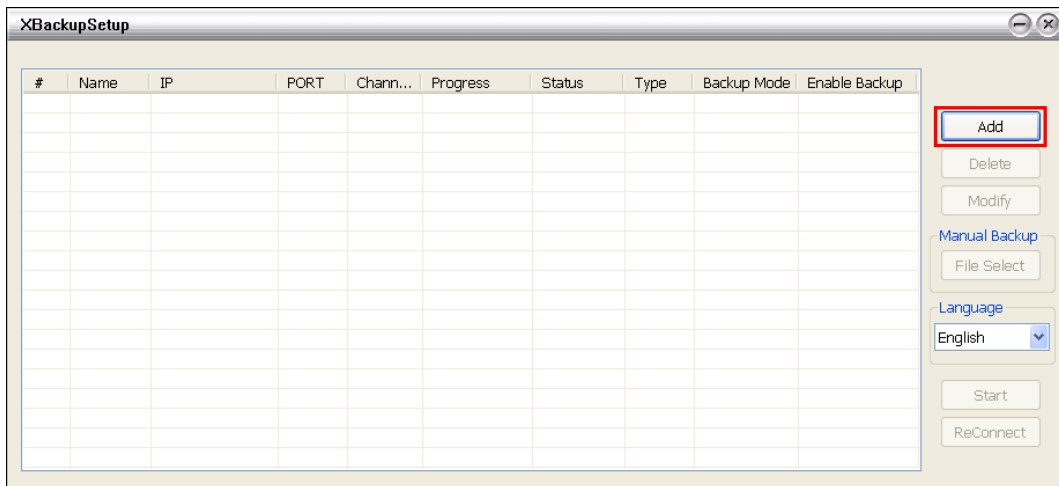 XBackupSetup
# Name IP PORT Chann... Progress Status Type Backup Mode Enable Backup
Add
Delete
Modify
Manual Backup
File Select
Language
English
Start
ReConnect